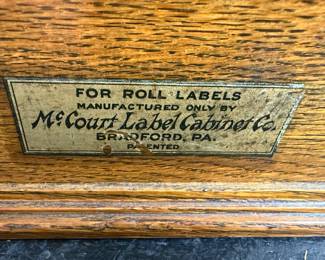 FOR ROLL LABELS
MANUFACTURED ONLY BY
McCourt Label Cabinet Co.
BRADFORD, PA.
PATENTED